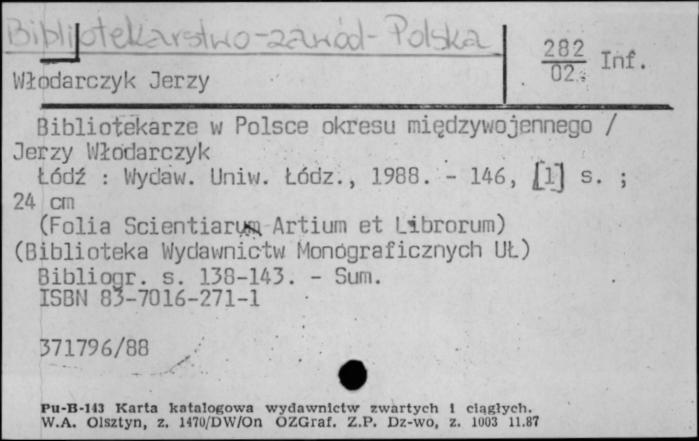 Bibliotekarstwo-zawód-Polska
282
02 Inf.
Włodarczyk Jerzy
Bibliotekarze w Polsce okresu międzywojennego /
Jerzy Włodarczyk
Łódź : Wydaw. Uniw. Łódz., 1988. - 146, [1] s. ;
24 cm
(Folia Scientiarum Artium et Librorum)
(Biblioteka Wydawnictw Monograficznych UŁ)
Bibliogr. s. 138-143. - Sum.
ISBN 83-7016-271-1
371796/88
Pu-B-143 Karta katalogowa wydawnictw zwartych i ciągłych.
W.A. Olsztyn, z. 1470/DW/On OZGraf. Z.P. Dz-wo, z. 1003 11.87